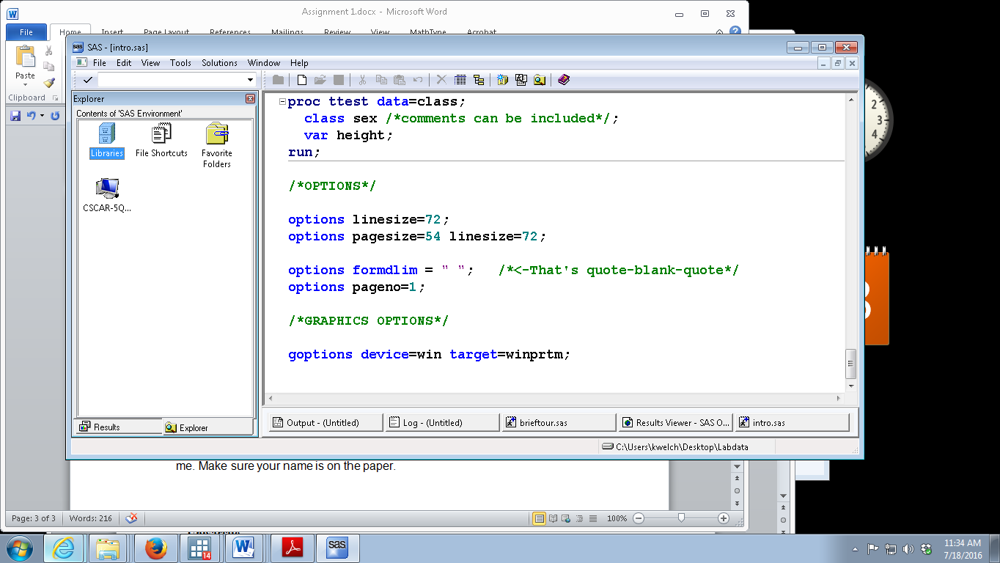 Assignment 1.docx - Microsoft Word
File Home Insert Page Layout References Mailings Review View MathType Acrobat
Paste
Clipboard
SAS - [intro.sas]
File Edit View Tools Solutions Window Help
Explorer
Contents of 'SAS Environment'
Libraries File Shortcuts Favorite Folders
CSCAR-5Q...
Results Explorer
proc ttest data=class;
class sex /*comments can be included*/;
var height;
run;
/*OPTIONS*/
options linesize=72;
options pagesize=54 linesize=72;
options formdlim = " "; /*<-That's quote-blank-quote*/
options pageno=1;
/*GRAPHICS OPTIONS*/
goptions device=win target=winprtm;
Output - (Untitled) Log - (Untitled) brieftour.sas Results Viewer - SAS O... intro.sas
C:\Users\kwelch\Desktop\Labdata
2
3
4
me. Make sure your name is on the paper.
Page: 3 of 3 Words: 216 100%
14
sas
11:34 AM
7/18/2016